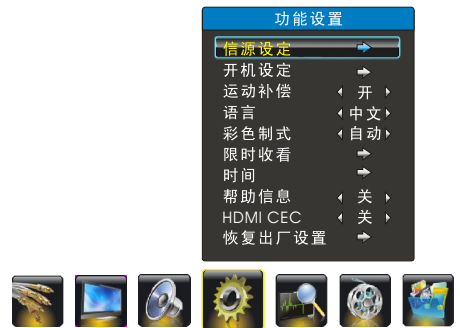 功能设置
信源设定
开机设定
运动补偿 开
语言 中文
彩色制式 自动
限时收看
时间
帮助信息 关
HDMI CEC 关
恢复出厂设置